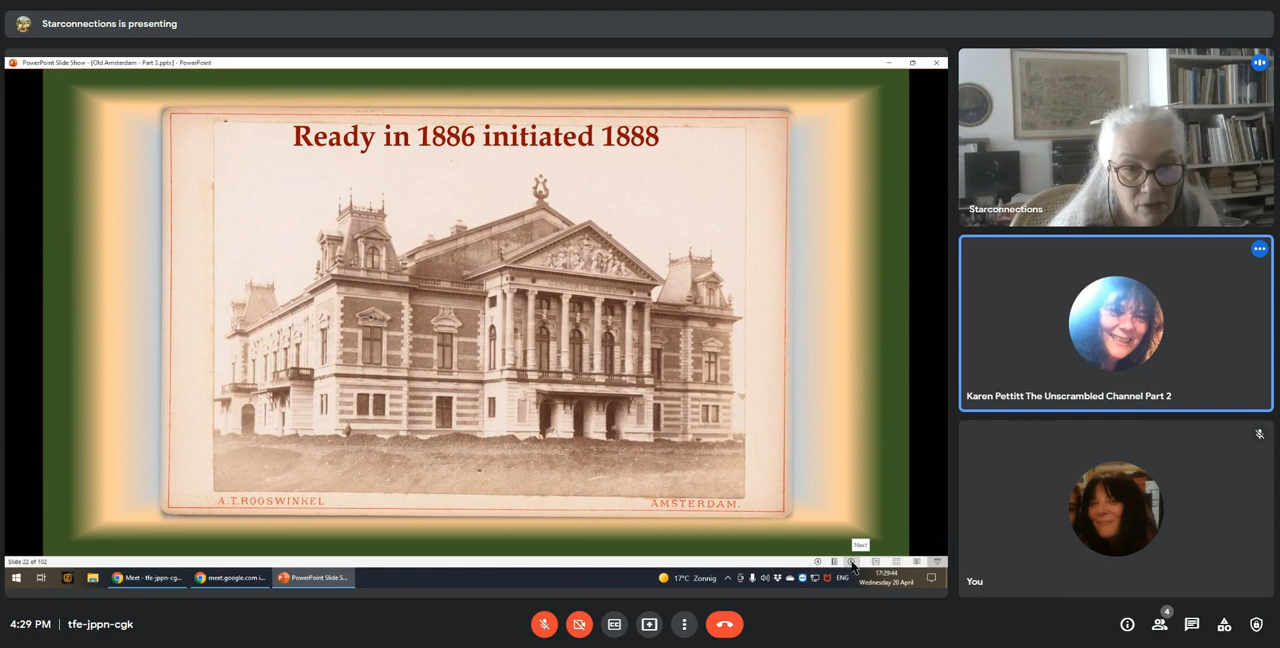 Starconnections is presenting
PowerPoint Slide Show - [Old Amsterdam - Part 3.ppts] - PowerPoint
Ready in 1886 initiated 1888
A.T.ROOSWINKEL
AMSTERDAM.
Next
Slide 22 of 102
Meet - tfe-jppn-cg...
meet.google.com i...
PowerPoint Slide S...
17°C Zonnig
ENG
17:29:44
Wednesday 20 April
Starconnections
Karen Pettitt The Unscrambled Channel Part 2
You
4:29 PM | tfe-jppn-cgk
4